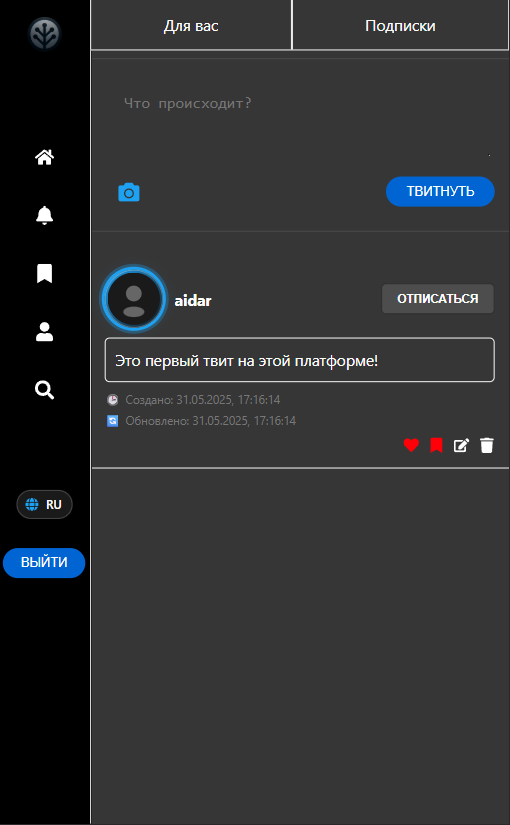 Для вас
Подписки
Что происходит?
ТВИТНУТЬ
aidar
ОТПИСАТЬСЯ
Это первый твит на этой платформе!
Создано: 31.05.2025, 17:16:14
Обновлено: 31.05.2025, 17:16:14
RU
ВЫЙТИ